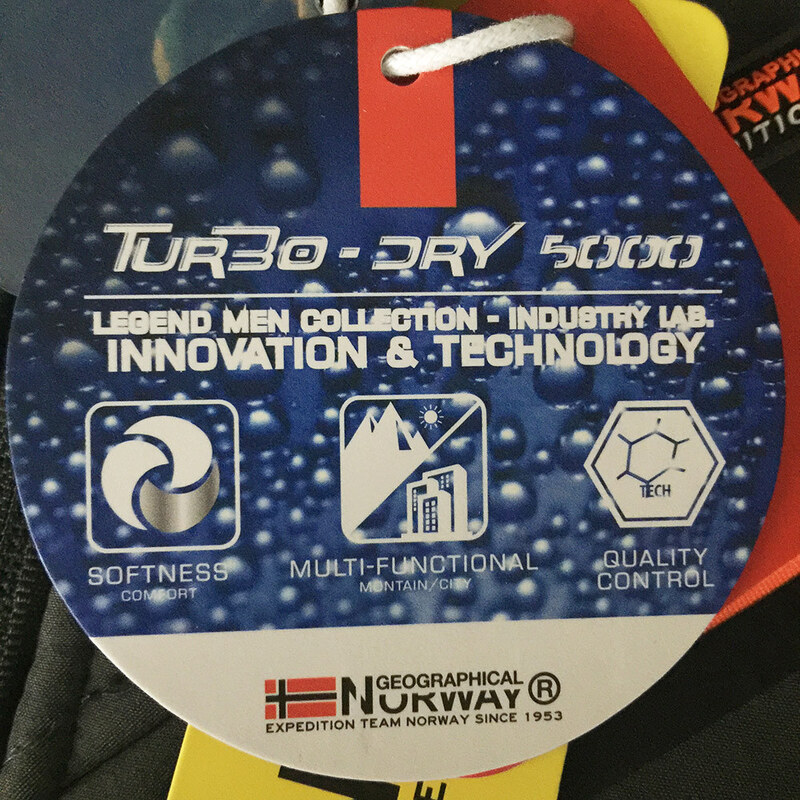 TURBO - DRY 5000
LEGEND MEN COLLECTION - INDUSTRY LAB.
INNOVATION & TECHNOLOGY
TECH
SOFTNESS
COMFORT
MULTI-FUNCTIONAL
MONTAIN/CITY
QUALITY
CONTROL
GEOGRAPHICAL
NORWAY ®
EXPEDITION TEAM NORWAY SINCE 1953